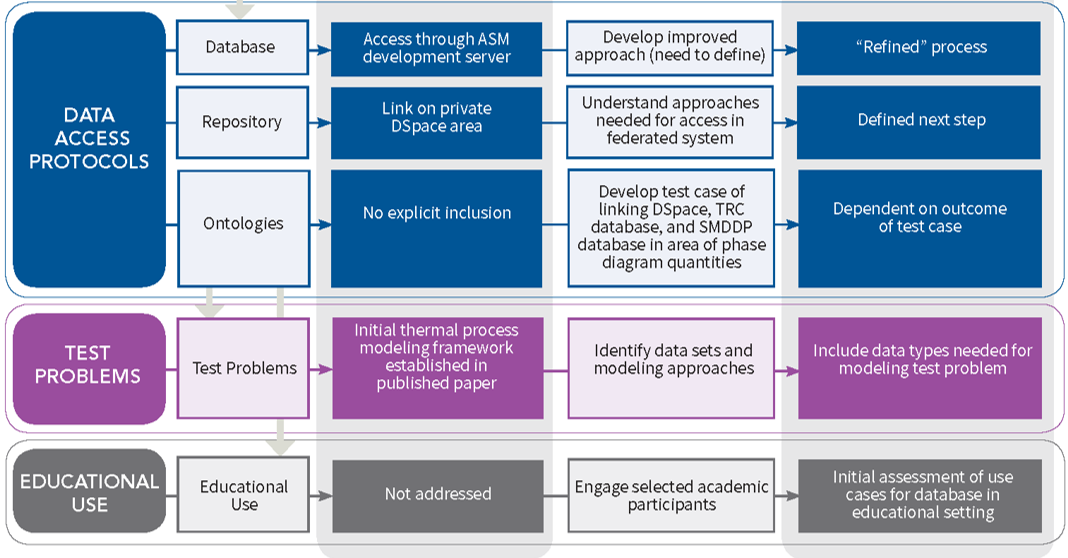 DATA
ACCESS
PROTOCOLS
Database
Access through ASM
development server
Develop improved
approach (need to define)
“Refined” process
Repository
Link on private
DSpace area
Understand approaches
needed for access in
federated system
Defined next step
Ontologies
No explicit inclusion
Develop test case of
linking DSpace, TRC
database, and SMDDP
database in area of phase
diagram quantities
Dependent on outcome
of test case
TEST
PROBLEMS
Test Problems
Initial thermal process
modeling framework
established in
published paper
Identify data sets and
modeling approaches
Include data types needed for
modeling test problem
EDUCATIONAL
USE
Educational
Use
Not addressed
Engage selected academic
participants
Initial assessment of use
cases for database in
educational setting